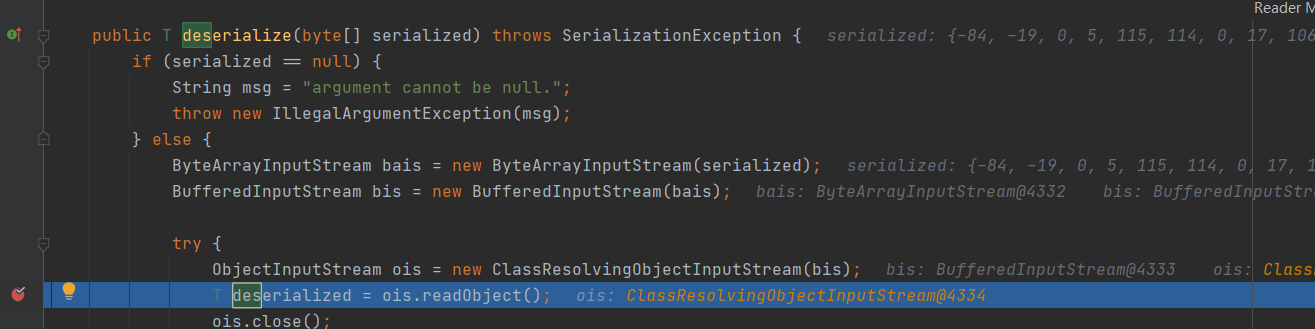 Reader M
public T deserialize(byte[] serialized) throws SerializationException {   serialized: {-84, -19, 0, 5, 115, 114, 0, 17, 106
if (serialized == null) {
String msg = "argument cannot be null.";
throw new IllegalArgumentException(msg);
} else {
ByteArrayInputStream bais = new ByteArrayInputStream(serialized);   serialized: {-84, -19, 0, 5, 115, 114, 0, 17, 1
BufferedInputStream bis = new BufferedInputStream(bais);   bais: ByteArrayInputStream@4332   bis: BufferedInputStre
try {
ObjectInputStream ois = new ClassResolvingObjectInputStream(bis);   bis: BufferedInputStream@4333   ois: Class
T deserialized = ois.readObject();   ois: ClassResolvingObjectInputStream@4334
ois.close();